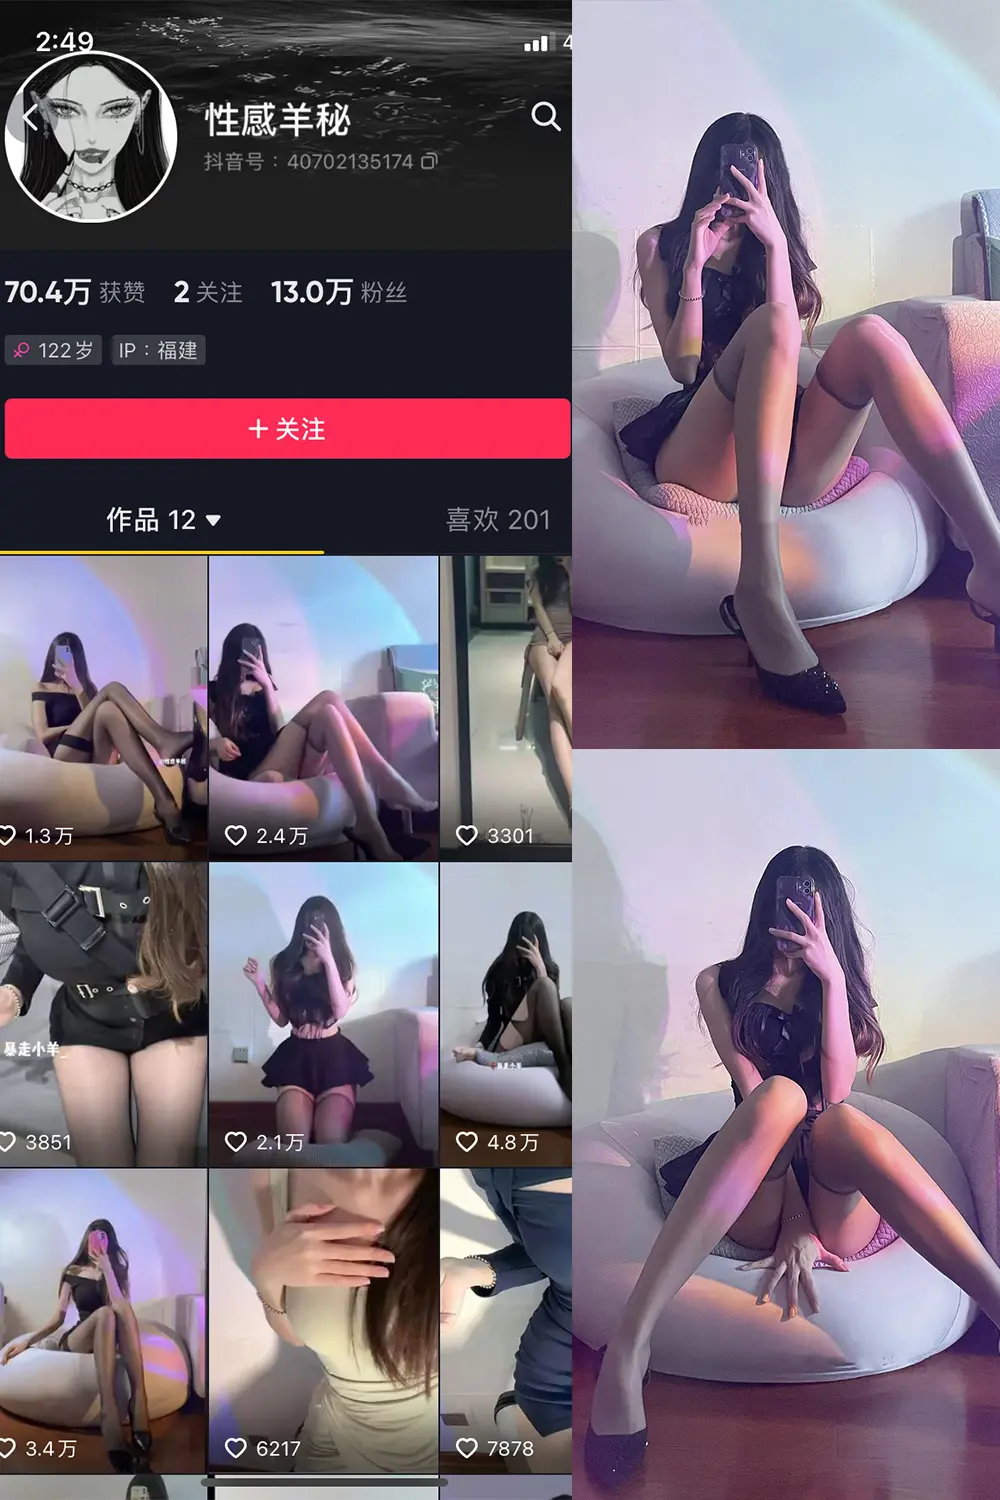 2:49
4
性感羊秘
抖音号：40702135174
70.4万 获赞 2 关注 13.0万 粉丝
122岁 IP：福建
+ 关注
作品 12 喜欢 201
1.3万 2.4万 3301
暴走小羊
3851 2.1万 4.8万
3.4万 6217 7878